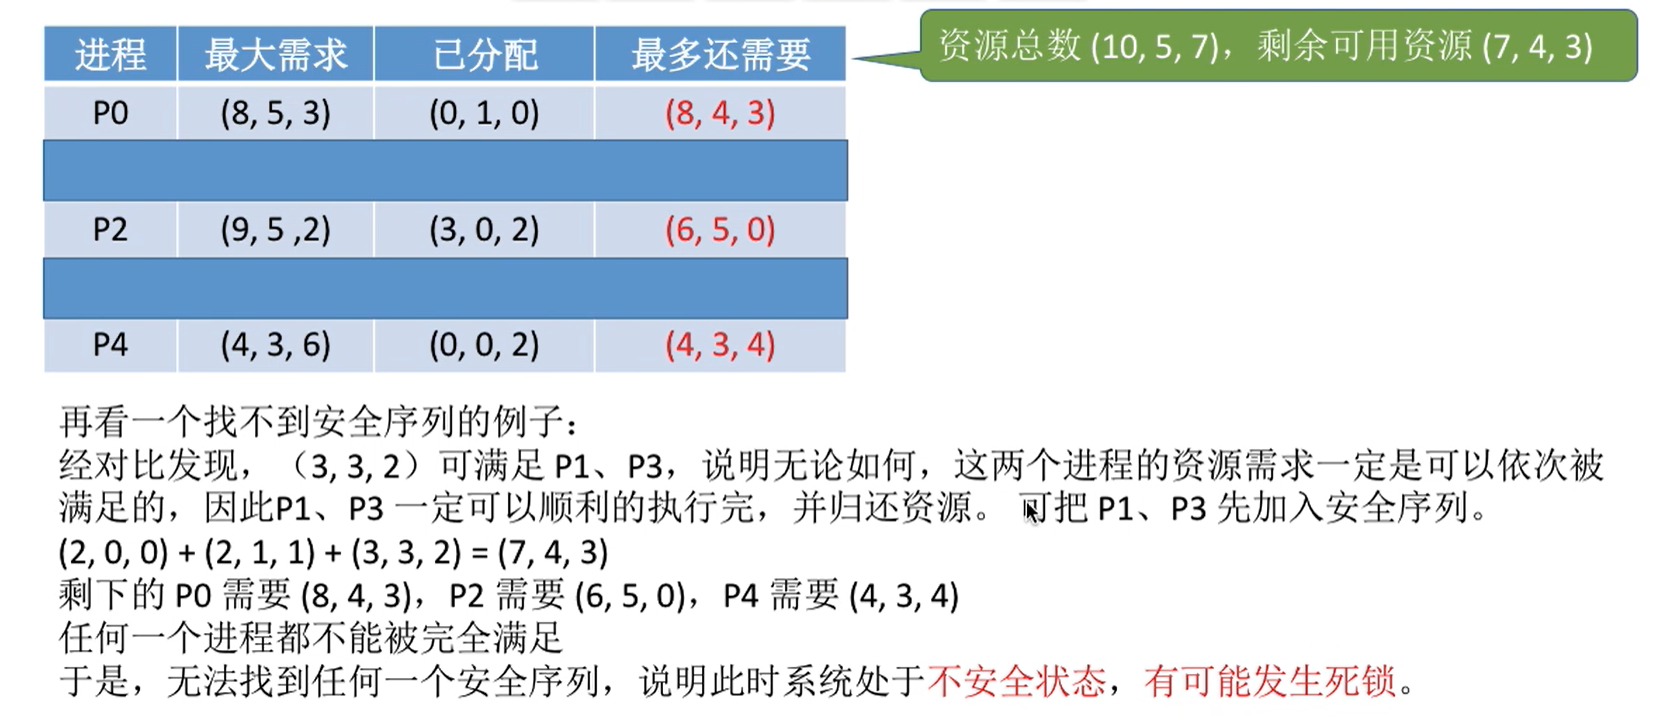 进程 最大需求 已分配 最多还需要
资源总数 (10, 5, 7)，剩余可用资源 (7, 4, 3)
P0 (8, 5, 3) (0, 1, 0) (8, 4, 3)
P2 (9, 5 ,2) (3, 0, 2) (6, 5, 0)
P4 (4, 3, 6) (0, 0, 2) (4, 3, 4)
再看一个找不到安全序列的例子：
经对比发现，（3, 3, 2）可满足 P1、P3，说明无论如何，这两个进程的资源需求一定是可以依次被
满足的，因此P1、P3 一定可以顺利的执行完，并归还资源。 可把 P1、P3 先加入安全序列。
(2, 0, 0) + (2, 1, 1) + (3, 3, 2) = (7, 4, 3)
剩下的 P0 需要 (8, 4, 3)，P2 需要 (6, 5, 0)，P4 需要 (4, 3, 4)
任何一个进程都不能被完全满足
于是，无法找到任何一个安全序列，说明此时系统处于不安全状态，有可能发生死锁。